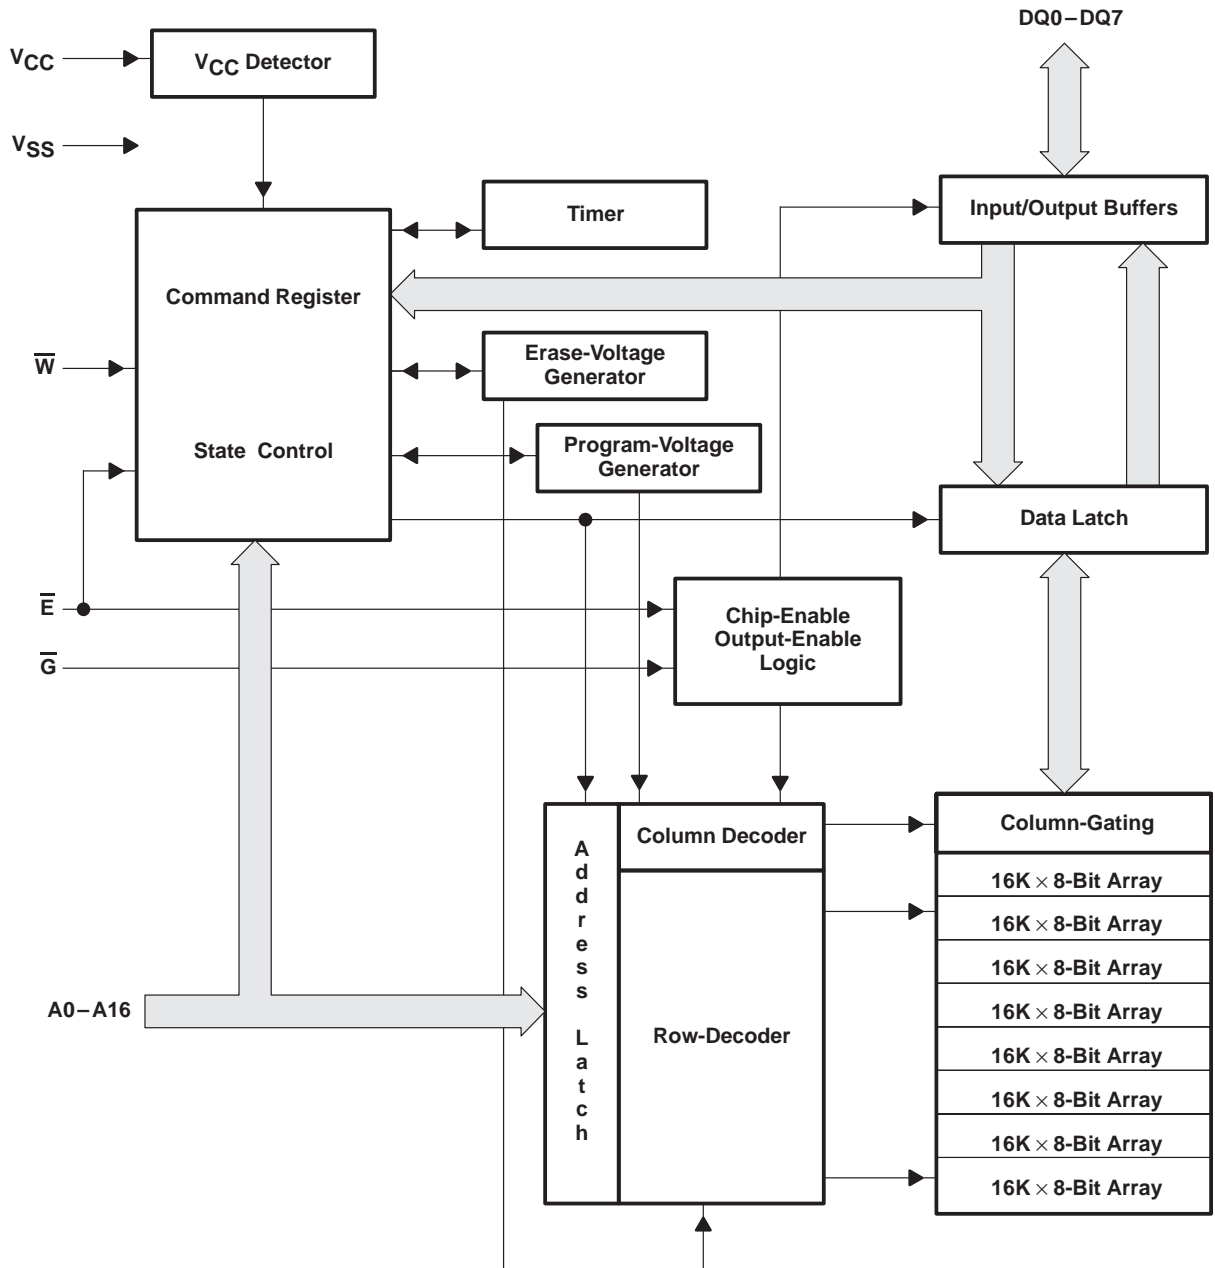 DQ0–DQ7
VCC
VCC Detector
VSS
Timer
Input/Output Buffers
Command Register
W̅
Erase-Voltage
Generator
State Control
Program-Voltage
Generator
Data Latch
E̅
G̅
Chip-Enable
Output-Enable
Logic
Address Latch
Column Decoder
Column-Gating
16K × 8-Bit Array
16K × 8-Bit Array
16K × 8-Bit Array
16K × 8-Bit Array
16K × 8-Bit Array
16K × 8-Bit Array
16K × 8-Bit Array
16K × 8-Bit Array
A0–A16
Row-Decoder